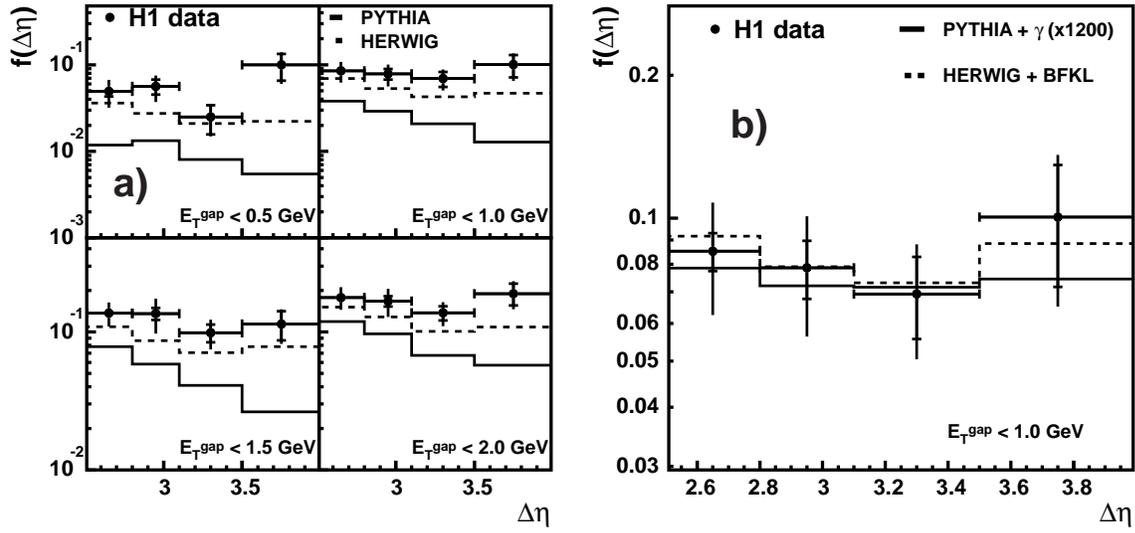 f(Δη)
H1 data
PYTHIA
HERWIG
10⁻¹
10⁻²
10⁻³
a)
E_T^gap < 0.5 GeV
E_T^gap < 1.0 GeV
10⁻¹
10⁻²
E_T^gap < 1.5 GeV
E_T^gap < 2.0 GeV
3 3.5 3 3.5
Δη
f(Δη)
H1 data
PYTHIA + γ (x1200)
HERWIG + BFKL
b)
0.2
0.1
0.08
0.06
0.05
0.04
0.03
E_T^gap < 1.0 GeV
2.6 2.8 3 3.2 3.4 3.6 3.8
Δη